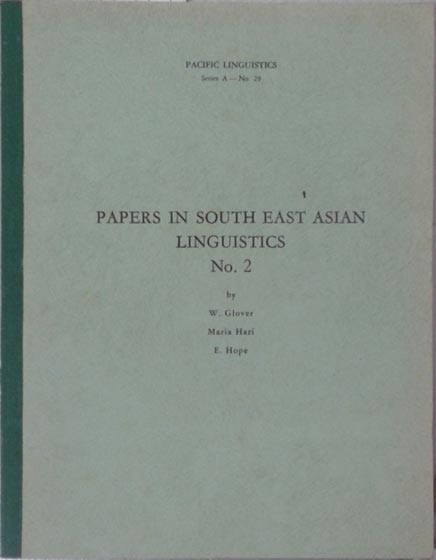 PACIFIC LINGUISTICS
Series A — No. 29
PAPERS IN SOUTH EAST ASIAN
LINGUISTICS
No. 2
by
W. Glover
Maria Hari
E. Hope